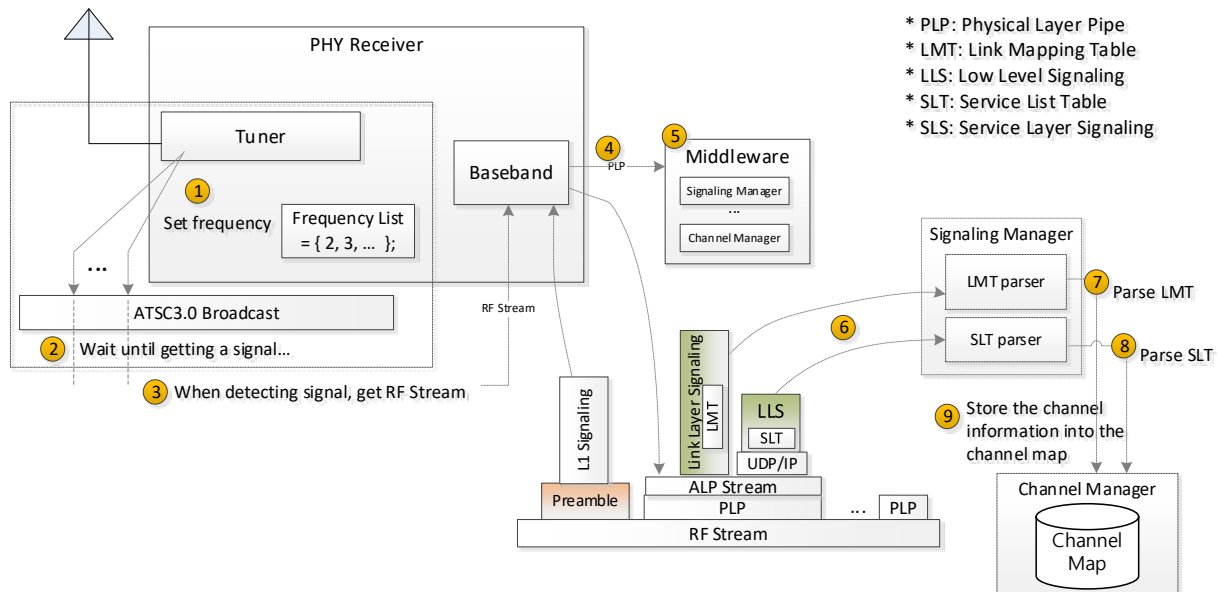 PHY Receiver
* PLP: Physical Layer Pipe
* LMT: Link Mapping Table
* LLS: Low Level Signaling
* SLT: Service List Table
* SLS: Service Layer Signaling
Tuner
1
Set frequency
Frequency List
= { 2, 3, ... };
...
ATSC3.0 Broadcast
2 Wait until getting a signal...
3 When detecting signal, get RF Stream
Baseband
RF Stream
4
PLP
5
Middleware
Signaling Manager
...
Channel Manager
Signaling Manager
LMT parser
SLT parser
6
7
Parse LMT
8
Parse SLT
9 Store the channel
information into the
channel map
L1 Signaling
Preamble
Link Layer Signaling
LMT
LLS
SLT
UDP/IP
ALP Stream
PLP
... PLP
RF Stream
Channel Manager
Channel
Map